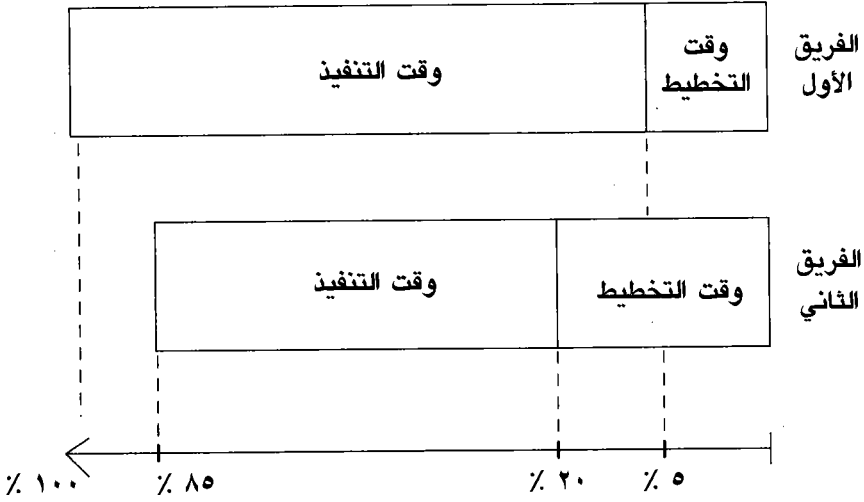 الفريق
الأول
وقت
التخطيط
وقت التنفيذ
الفريق
الثاني
وقت التخطيط
وقت التنفيذ
٥ ٪
٢٠ ٪
٨٥ ٪
١٠٠ ٪